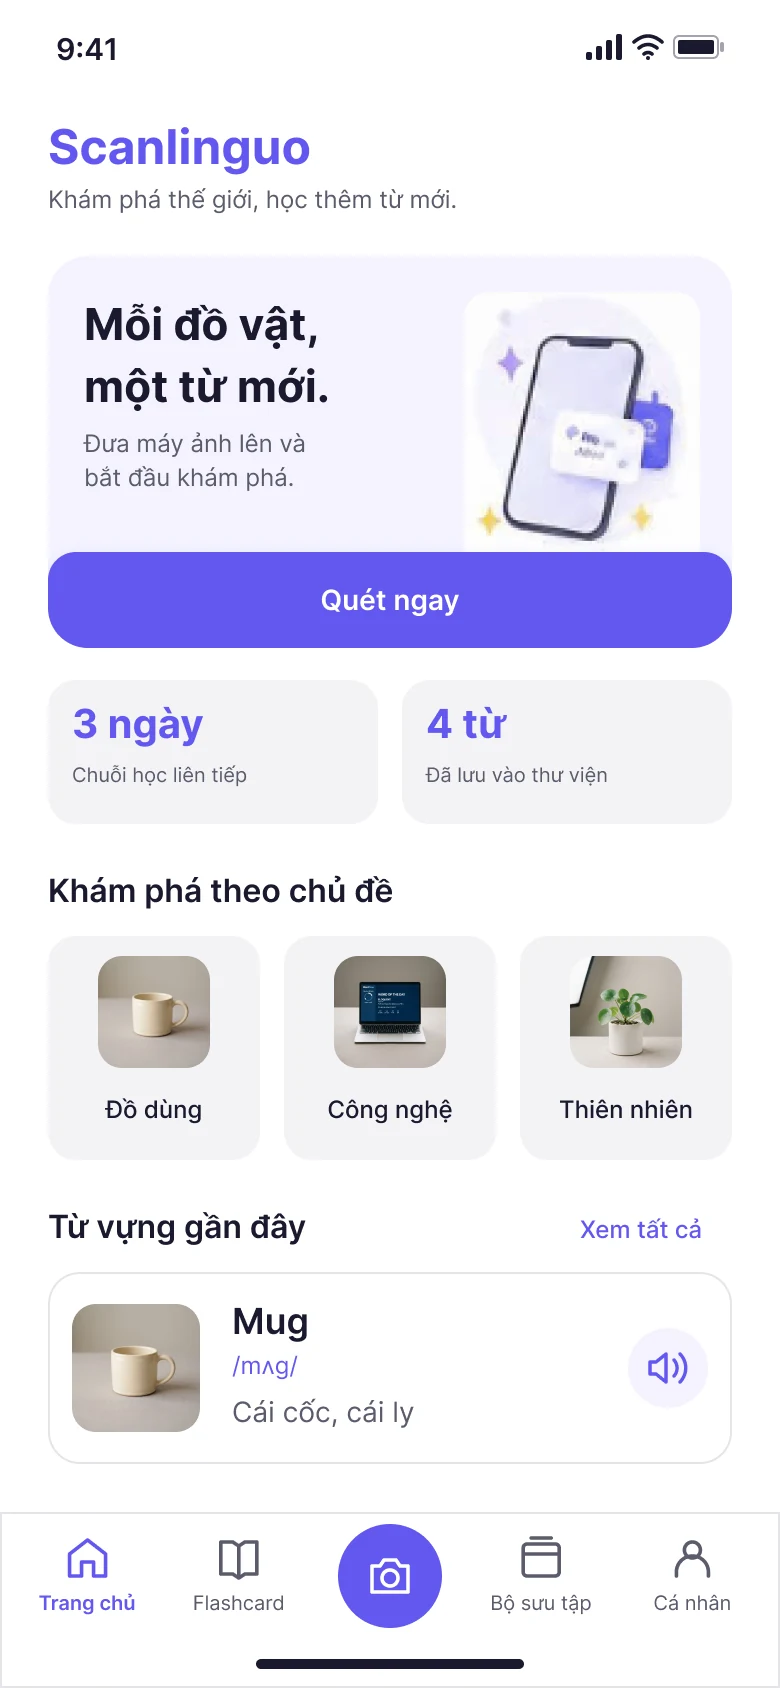 9:41
Scanlinguo
Khám phá thế giới, học thêm từ mới.
Mỗi đồ vật,
một từ mới.
Đưa máy ảnh lên và
bắt đầu khám phá.
Quét ngay
3 ngày
Chuỗi học liên tiếp
4 từ
Đã lưu vào thư viện
Khám phá theo chủ đề
Đồ dùng
Công nghệ
Thiên nhiên
Từ vựng gần đây
Xem tất cả
Mug
/mʌg/
Cái cốc, cái ly
Trang chủ
Flashcard
Bộ sưu tập
Cá nhân